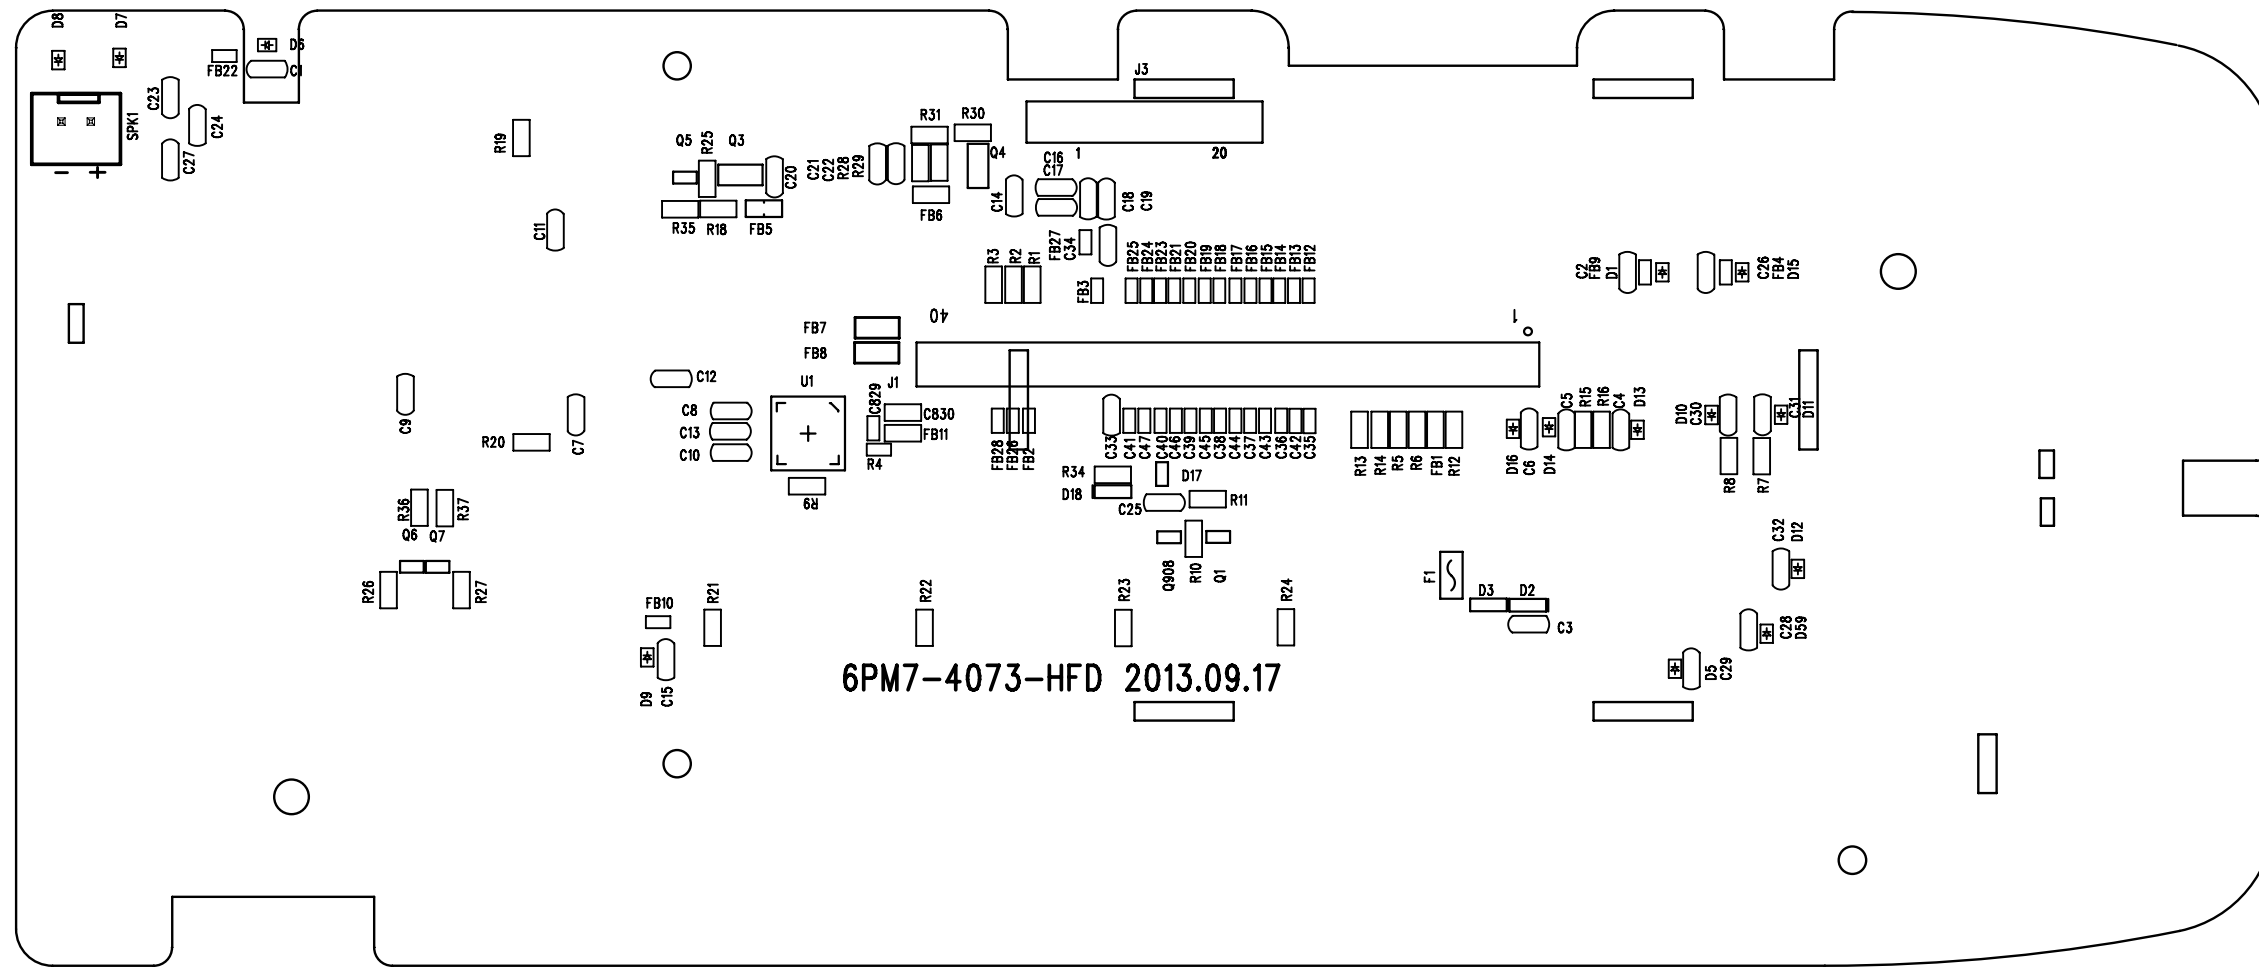 D8
D7
D6
FB22
C1
C23
C24
SPK1
C27
− +
J3
R31
R30
R19
Q5
R25
Q3
C20
C21
C22
R28
R29
Q4
1
20
C16
C17
C14
C18
C19
R35
R18
FB5
FB6
C11
FB27
C34
R3
R2
R1
FB3
FB25
FB24
FB23
FB21
FB20
FB19
FB18
FB17
FB16
FB15
FB14
FB13
FB12
C2
FB9
D1
C26
FB4
D15
FB7
FB8
40
1
C12
U1
J1
C829
C830
FB11
R4
C8
C13
C10
R9
C9
C7
R20
FB28
FB26
FB2
C33
C41
C47
C40
C46
C39
C45
C38
C44
C37
C43
C36
C42
C35
R13
R14
R5
R6
FB1
R12
D16
C6
D14
C5
R15
R16
C4
D13
D10
C30
C31
D11
R8
R7
R34
D18
D17
C25
R11
R36
R37
Q6
Q7
R26
R27
Q908
R10
Q1
F1
D3
D2
C3
C32
D12
FB10
R21
R22
R23
R24
D9
C15
C28
D59
D5
C29
6PM7-4073-HFD 2013.09.17